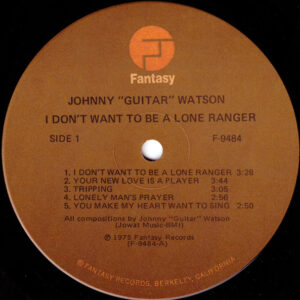 Fantasy
JOHNNY "GUITAR" WATSON
I DON'T WANT TO BE A LONE RANGER
SIDE 1 F-9484
1. I DON'T WANT TO BE A LONE RANGER 3:28
2. YOUR NEW LOVE IS A PLAYER 3:44
3. TRIPPING 3:05
4. LONELY MAN'S PRAYER 2:56
5. YOU MAKE MY HEART WANT TO SING 2:50
All compositions by Johnny "Guitar" Watson
(Jowat Music-BMI)
℗ 1975 Fantasy Records
(F-9484-A)
© FANTASY RECORDS, BERKELEY, CALIFORNIA